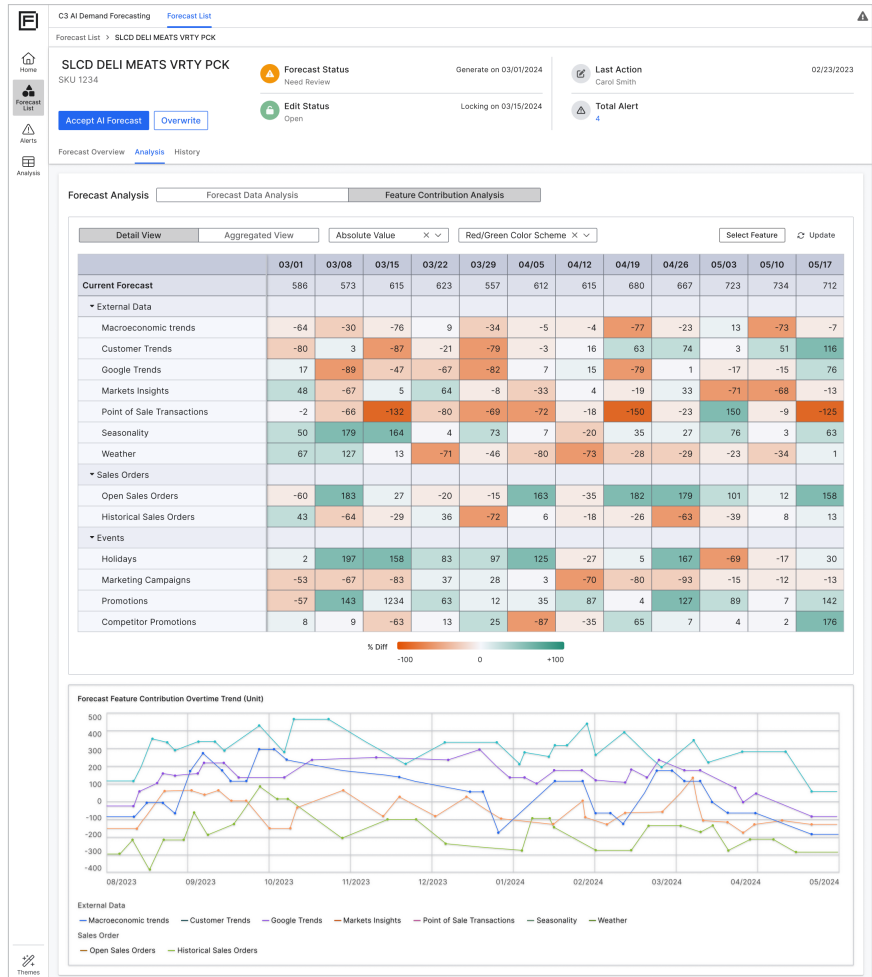 C3 AI Demand Forecasting Forecast List
Forecast List > SLCD DELI MEATS VRTY PCK
Home
Forecast List
Alerts
Analysis
Themes
SLCD DELI MEATS VRTY PCK
SKU 1234
Accept AI Forecast Overwrite
Forecast Status Generate on 03/01/2024
Need Review
Edit Status Locking on 03/15/2024
Open
Last Action 02/23/2023
Carol Smith
Total Alert
4
Forecast Overview Analysis History
Forecast Analysis Forecast Data Analysis Feature Contribution Analysis
Detail View Aggregated View Absolute Value Red/Green Color Scheme Select Feature Update
03/01 03/08 03/15 03/22 03/29 04/05 04/12 04/19 04/26 05/03 05/10 05/17
Current Forecast 586 573 615 623 557 612 615 680 667 723 734 712
External Data
Macroeconomic trends -64 -30 -76 9 -34 -5 -4 -77 -23 13 -73 -7
Customer Trends -80 3 -87 -21 -79 -3 16 63 74 3 51 116
Google Trends 17 -89 -47 -67 -82 7 15 -79 1 -17 -15 76
Markets Insights 48 -67 5 64 -8 -33 4 -19 33 -71 -68 -13
Point of Sale Transactions -2 -66 -132 -80 -69 -72 -18 -150 -23 150 -9 -125
Seasonality 50 179 164 4 73 7 -20 35 27 76 3 63
Weather 67 127 13 -71 -46 -80 -73 -28 -29 -23 -34 1
Sales Orders
Open Sales Orders -60 183 27 -20 -15 163 -35 182 179 101 12 158
Historical Sales Orders 43 -64 -29 36 -72 6 -18 -26 -63 -39 8 13
Events
Holidays 2 197 158 83 97 125 -27 5 167 -69 -17 30
Marketing Campaigns -53 -67 -83 37 28 3 -70 -80 -93 -15 -12 -13
Promotions -57 143 1234 63 12 35 87 4 127 89 7 142
Competitor Promotions 8 9 -63 13 25 -87 -35 65 7 4 2 176
% Diff
-100 0 +100
Forecast Feature Contribution Overtime Trend (Unit)
500
400
300
200
100
0
-100
-200
-300
-400
08/2023 09/2023 10/2023 11/2023 12/2023 01/2024 02/2024 03/2024 04/2024 05/2024
External Data
Macroeconomic trends Customer Trends Google Trends Markets Insights Point of Sale Transactions Seasonality Weather
Sales Order
Open Sales Orders Historical Sales Orders